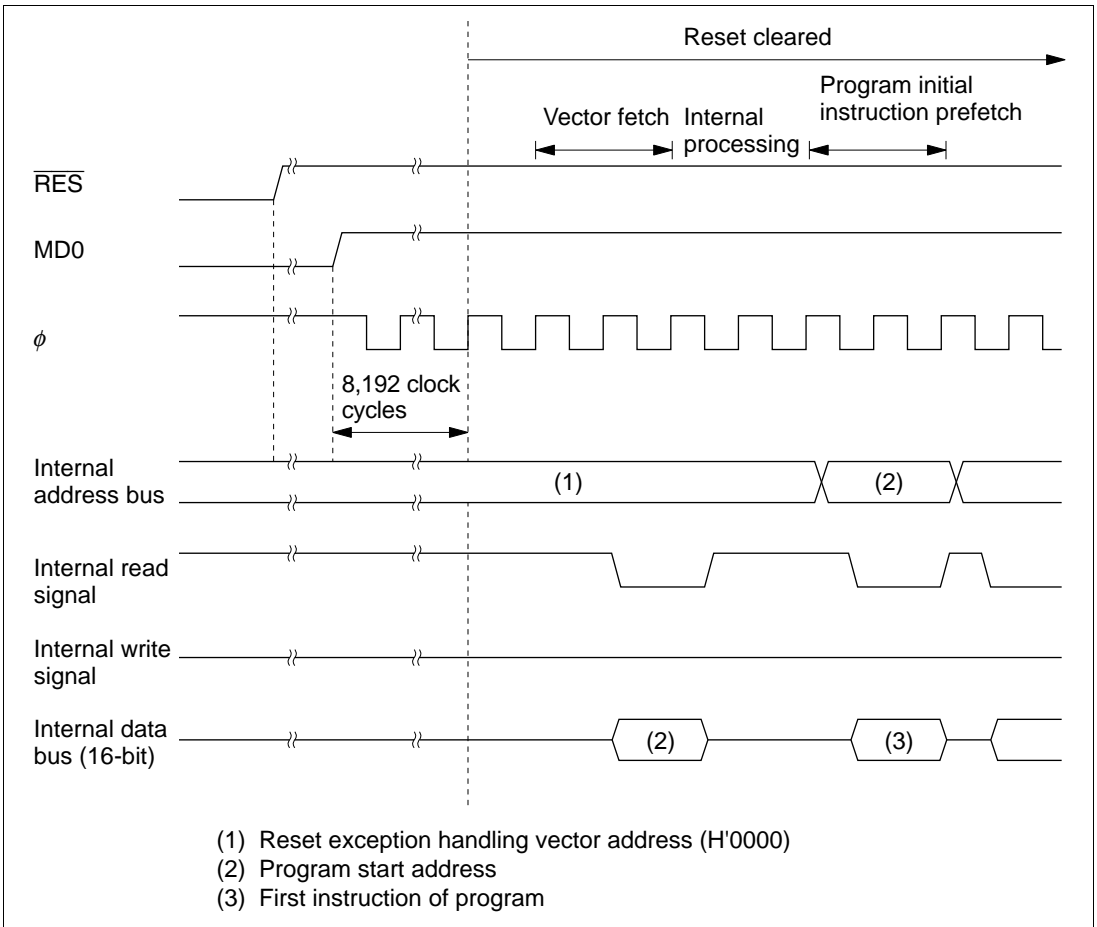 Reset cleared
Program initial
instruction prefetch
Vector fetch
Internal
processing
RES
MD0
ϕ
8,192 clock
cycles
Internal
address bus
(1)
(2)
Internal read
signal
Internal write
signal
Internal data
bus (16-bit)
(2)
(3)
(1) Reset exception handling vector address (H'0000)
(2) Program start address
(3) First instruction of program